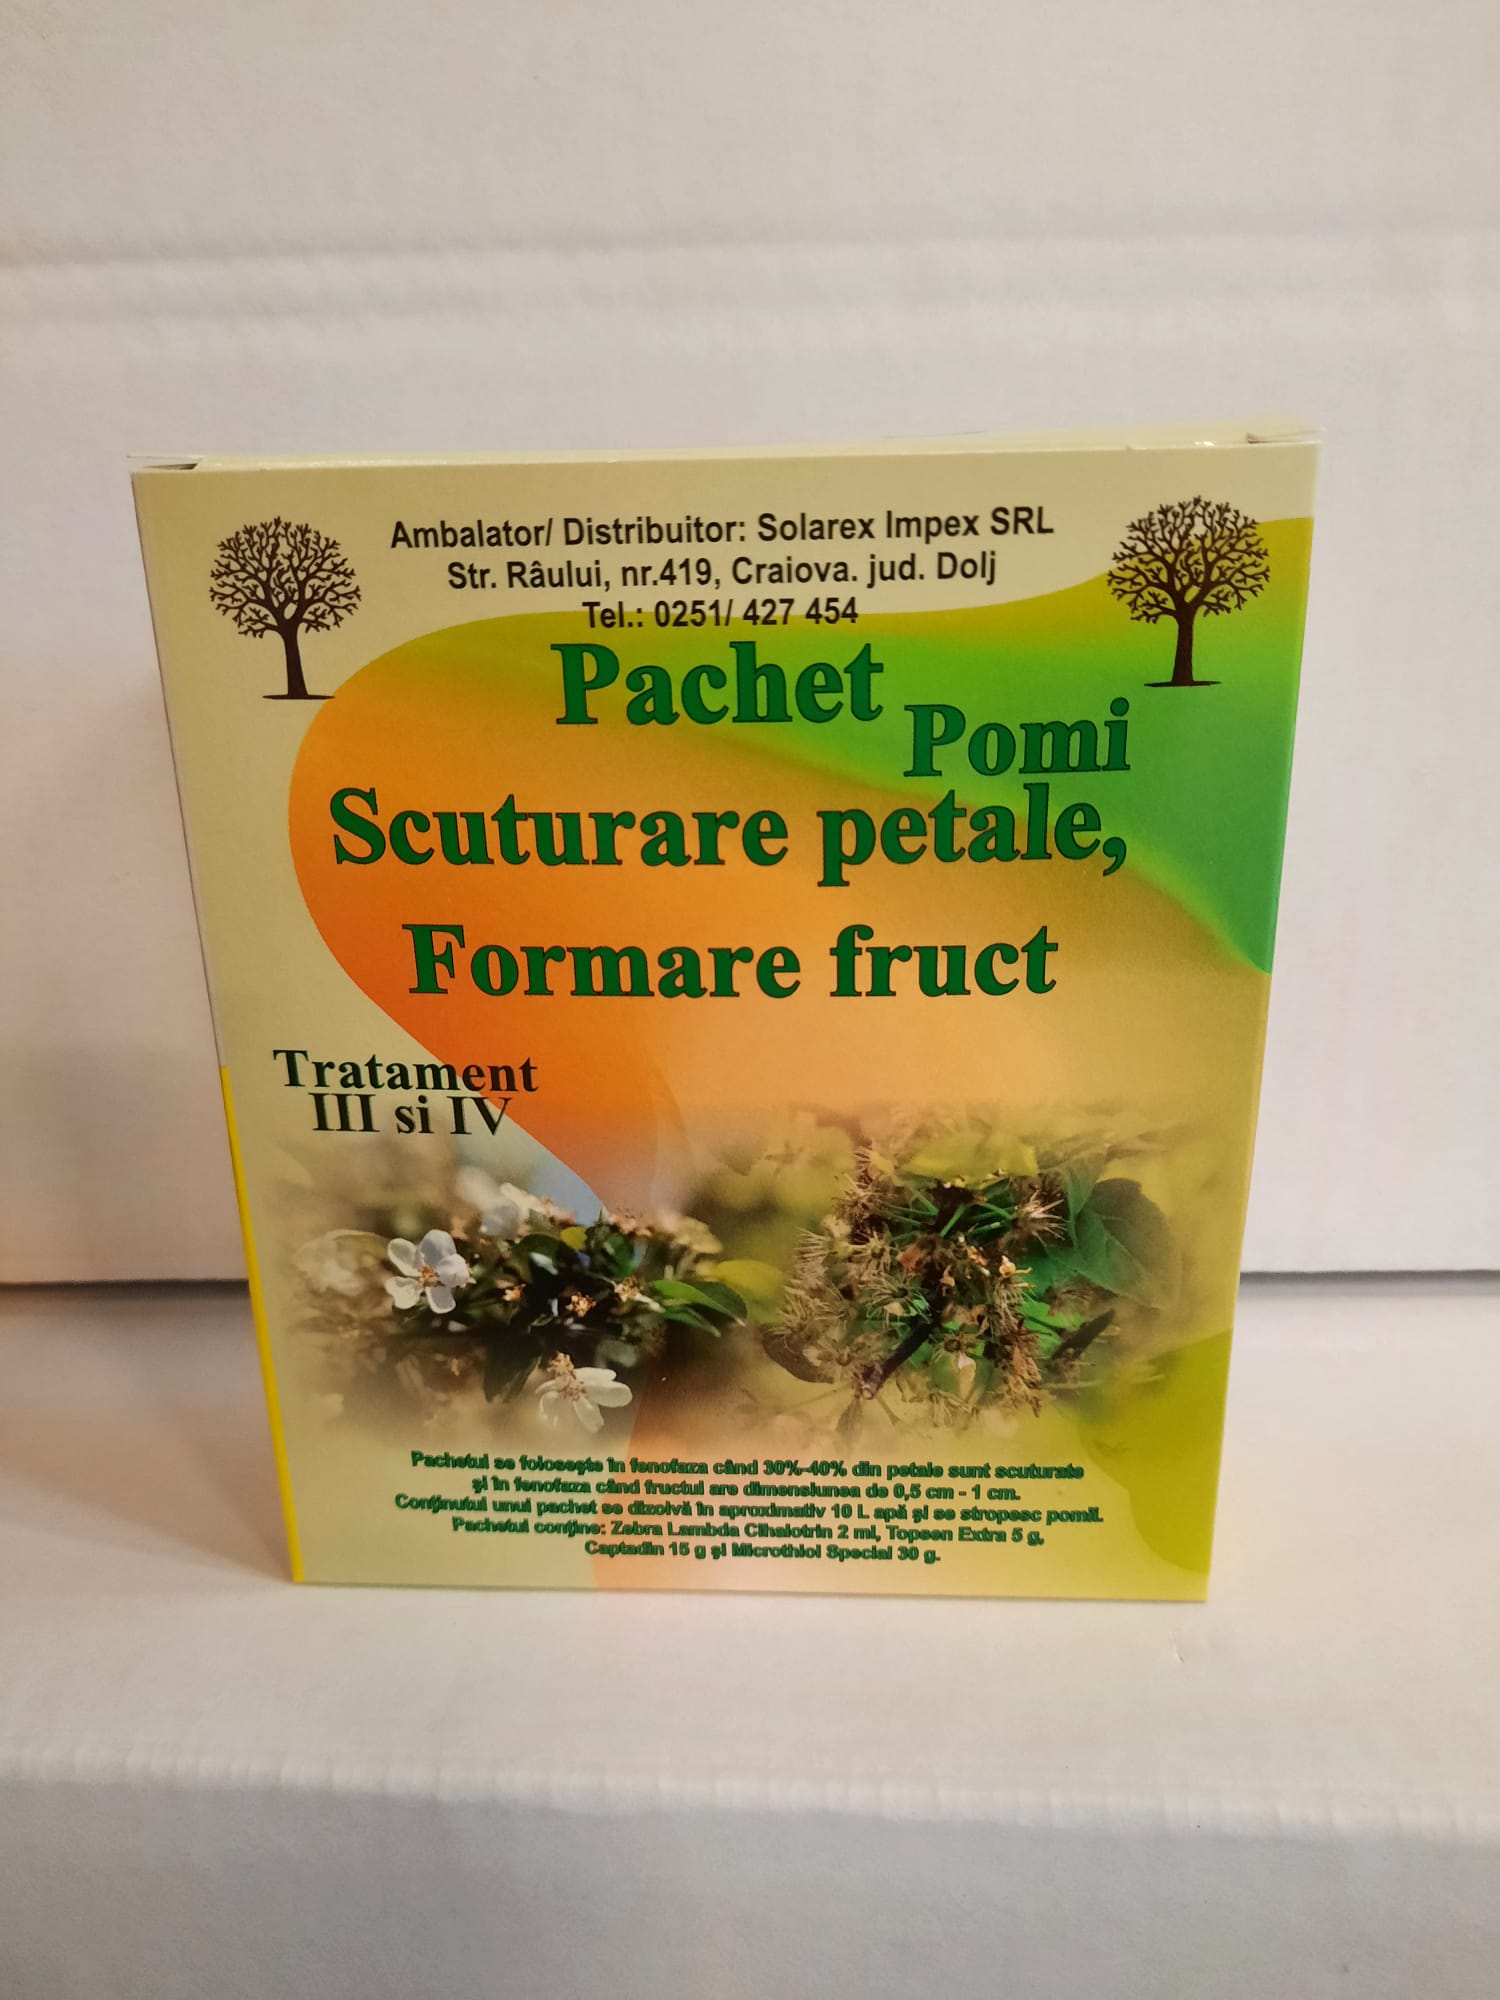 Ambalator/ Distribuitor: Solarex Impex SRL
Str. Râului, nr.419, Craiova. jud. Dolj
Tel.: 0251/ 427 454
Pachet
Pomi
Scuturare petale,
Formare fruct
Tratament
III si IV
Pachetul se folosește în fenofaza când 30%-40% din petale sunt scuturate
și în fenofaza când fructul are dimensiunea de 0,5 cm - 1 cm.
Conținutul unui pachet se dizolvă în aproximativ 10 L apă și se stropesc pomii.
Pachetul conține: Zebra Lambda Cihalotrin 2 ml, Topsen Extra 5 g,
Captadin 15 g și Microthiol Special 30 g.